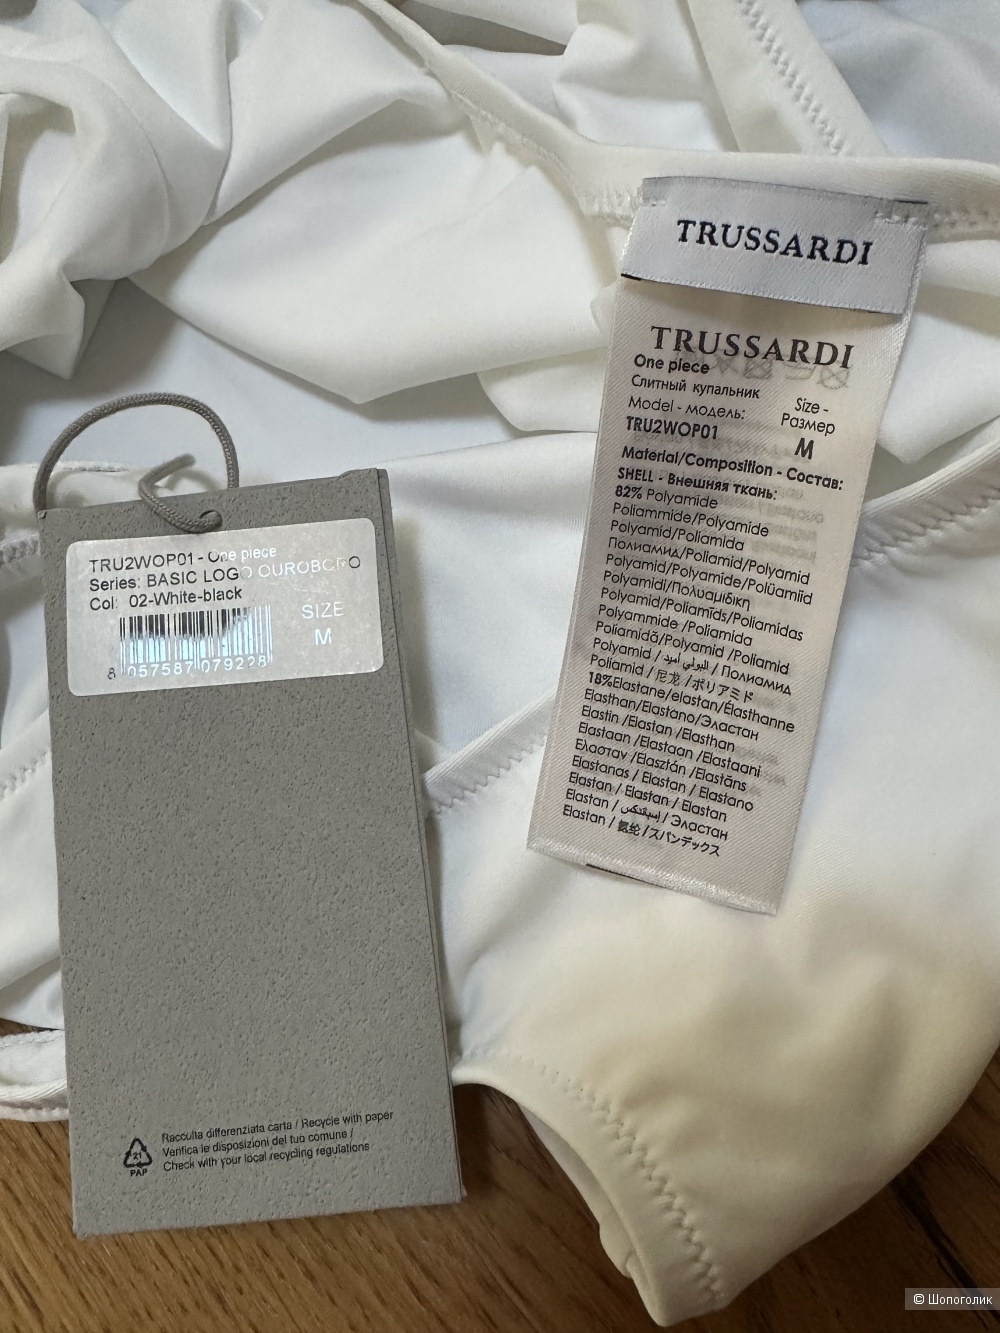 TRUSSARDI
TRUSSARDI
One piece
Слитный купальник
Model - модель:
TRU2WOP01
Size -
Размер
M
Material/Composition - Состав:
SHELL - Внешняя ткань:
82% Polyamide
Poliammide/Polyamide
Polyamid/Poliamida
Полиамид/Poliamid/Polyamid
Polyamid/Polyamide/Polüamiid
Polyamidi/Πολυαμιδικη
Polyamid/Poliamīds/Poliamidas
Polyammide /Poliamida
Poliamidă/Polyamid /Poliamid
Polyamid / البولي أميد / Полиамид
Poliamid / 尼龙 / ポリアミド
18%Elastane/elastan/Élasthanne
Elasthan/Elastano/Эластан
Elastin /Elastan /Elasthan
Elastaan /Elastaan /Elastaani
Ελαστav /Elasztán /Elastāns
Elastanas / Elastan / Elastano
Elastan / Elastan / Elastan
Elastan / إسباندكس / Эластан
Elastan / 氨纶 /スパンデックス
TRU2WOP01 - One piece
Series: BASIC LOGO OUROBORO
Col: 02-White-black
SIZE
M
8 057587 079228
Raccolta differenziata carta / Recycle with paper
Verifica le disposizioni del tuo comune /
Check with your local recycling regulations
21
PAP
© Шопоголик